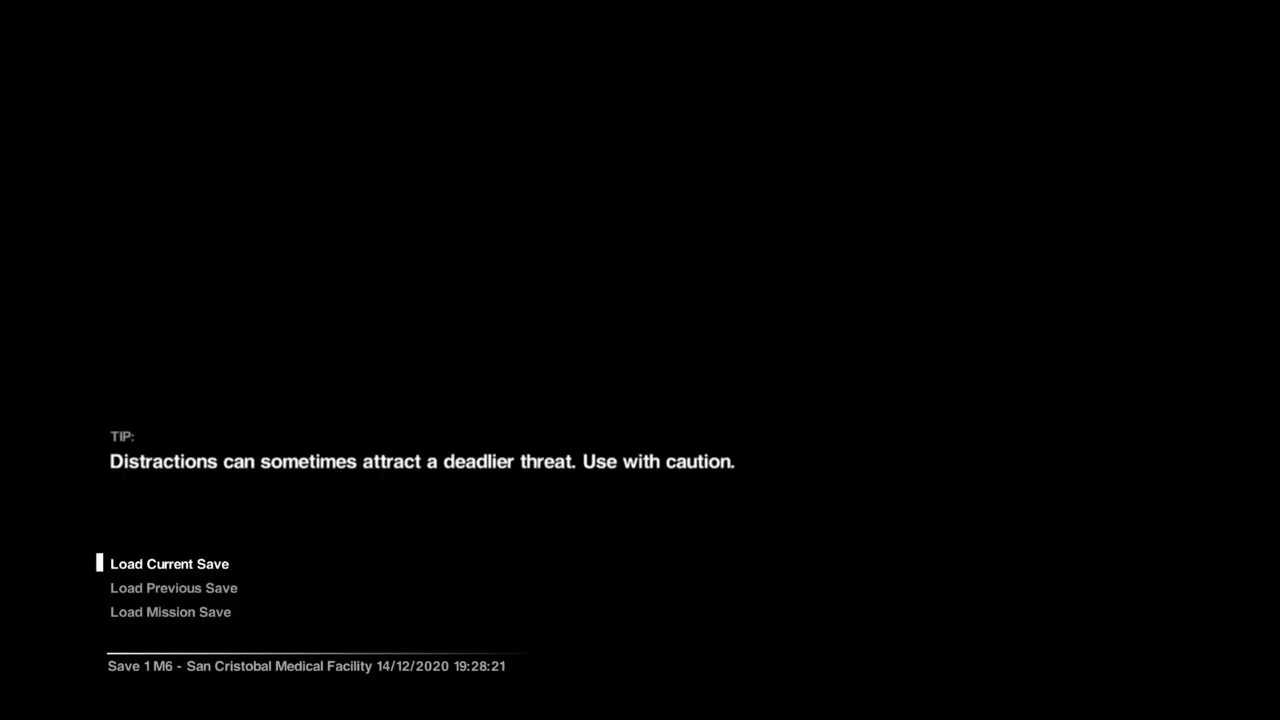 TIP:
Distractions can sometimes attract a deadlier threat. Use with caution.
Load Current Save
Load Previous Save
Load Mission Save
Save 1 M6 - San Cristobal Medical Facility 14/12/2020 19:28:21